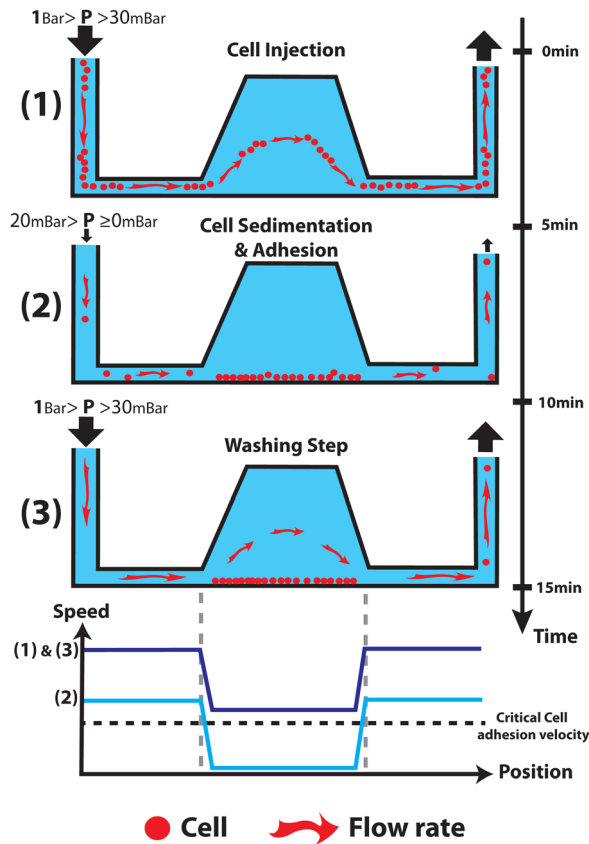 1Bar> P >30mBar
0min
Cell Injection
(1)
5min
20mBar> P ≥0mBar
Cell Sedimentation
& Adhesion
(2)
10min
1Bar> P >30mBar
Washing Step
(3)
15min
Time
Speed
(1) & (3)
(2)
Critical Cell
adhesion velocity
Position
Cell
Flow rate